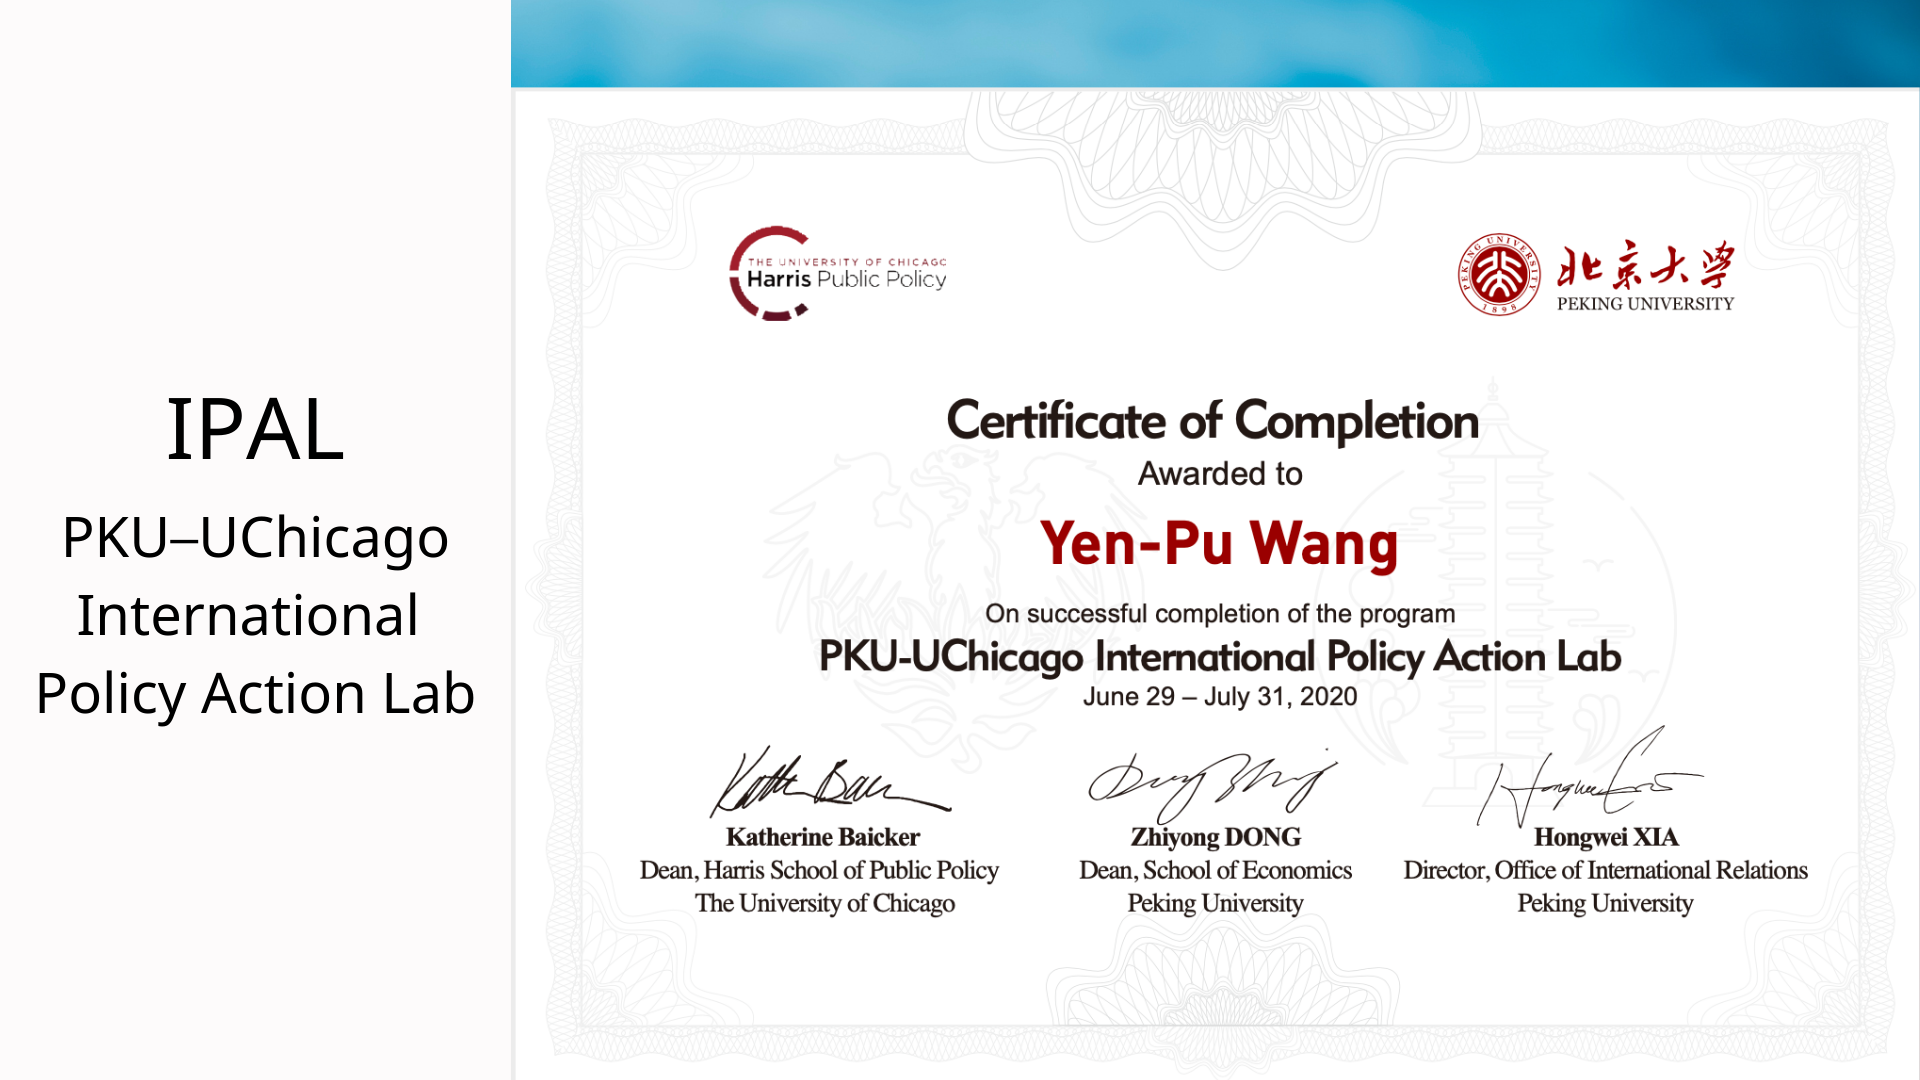 IPAL
PKU–UChicago
International
Policy Action Lab
THE UNIVERSITY OF CHICAGO
Harris Public Policy
PEKING UNIVERSITY
1898
北京大学
PEKING UNIVERSITY
Certificate of Completion
Awarded to
Yen-Pu Wang
On successful completion of the program
PKU-UChicago International Policy Action Lab
June 29 – July 31, 2020
Katherine Baicker
Dean, Harris School of Public Policy
The University of Chicago
Zhiyong DONG
Dean, School of Economics
Peking University
Hongwei XIA
Director, Office of International Relations
Peking University